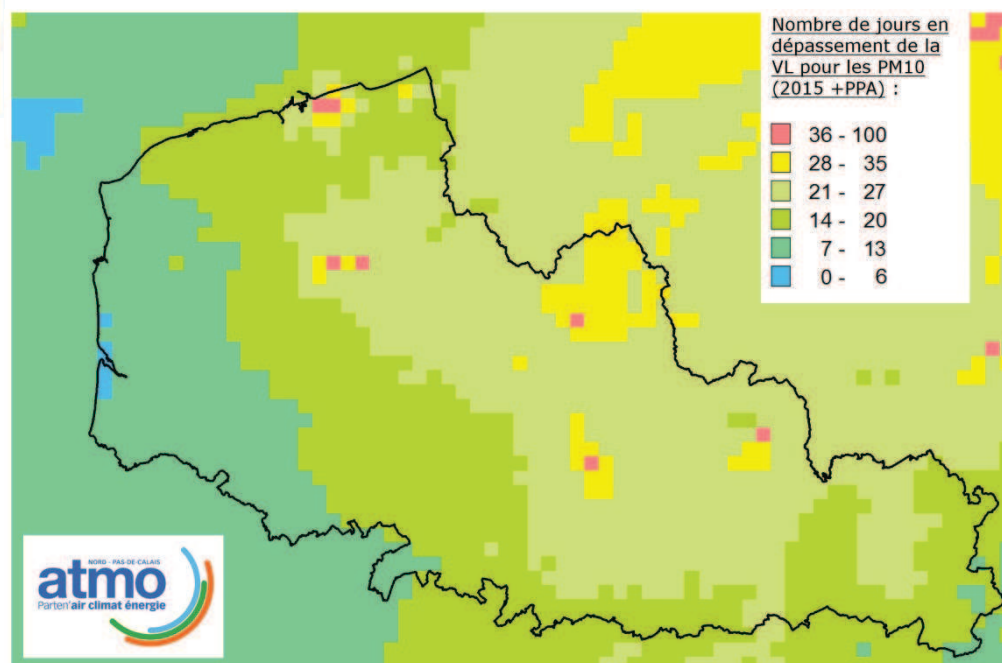 Nombre de jours en
dépassement de la
VL pour les PM10
(2015 +PPA) :
36 - 100
28 - 35
21 - 27
14 - 20
7 - 13
0 - 6
NORD - PAS-DE-CALAIS
atmo
Parten'air climat énergie